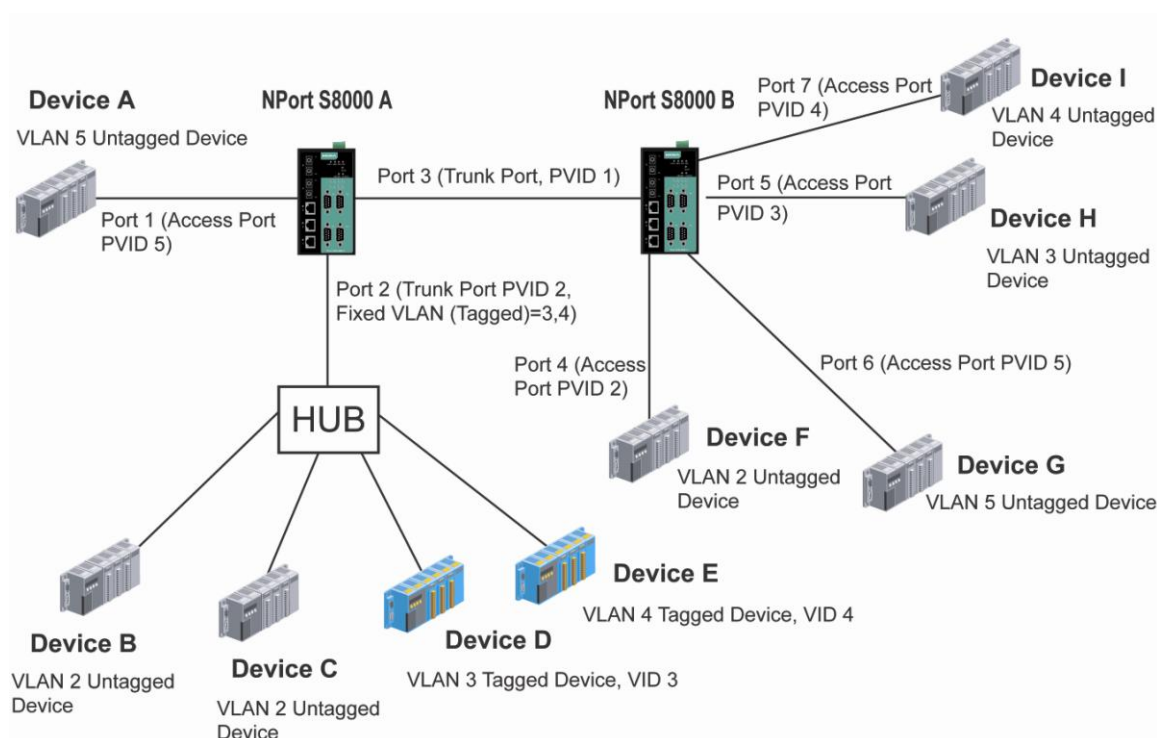 Device A
VLAN 5 Untagged Device
NPort S8000 A
NPort S8000 B
Port 7 (Access Port
PVID 4)
Device I
VLAN 4 Untagged
Device
Port 3 (Trunk Port, PVID 1)
Port 5 (Access Port
PVID 3)
Device H
VLAN 3 Untagged
Device
Port 1 (Access Port
PVID 5)
Port 2 (Trunk Port PVID 2,
Fixed VLAN (Tagged)=3,4)
Port 4 (Access
Port PVID 2)
Port 6 (Access Port PVID 5)
HUB
Device F
VLAN 2 Untagged
Device
Device G
VLAN 5 Untagged Device
Device E
VLAN 4 Tagged Device, VID 4
Device B
VLAN 2 Untagged
Device
Device C
VLAN 2 Untagged
Device
Device D
VLAN 3 Tagged Device, VID 3